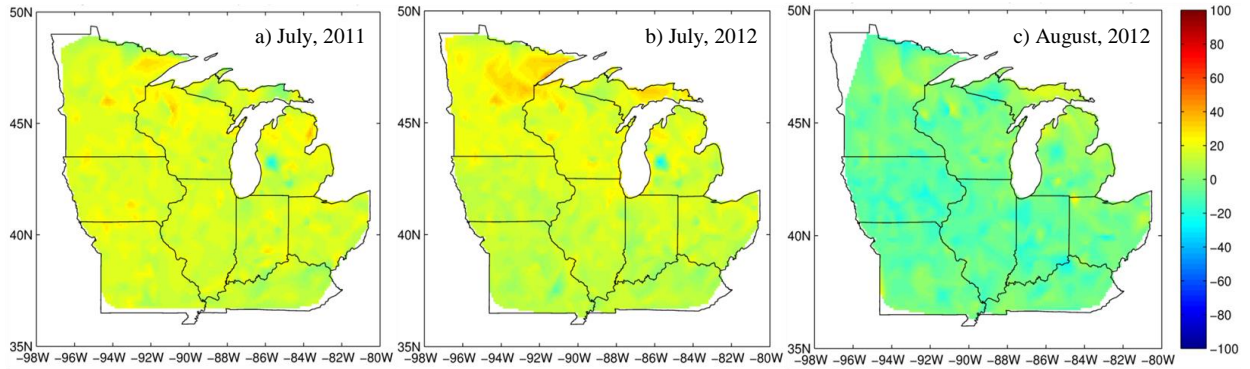 50N
45N
40N
35N
a) July, 2011
−98W −96W −94W −92W −90W −88W −86W −84W −82W −80W
50N
45N
40N
35N
b) July, 2012
−98W −96W −94W −92W −90W −88W −86W −84W −82W −80W
50N
45N
40N
35N
c) August, 2012
−98W −96W −94W −92W −90W −88W −86W −84W −82W −80W
100
80
60
40
20
0
−20
−40
−60
−80
−100